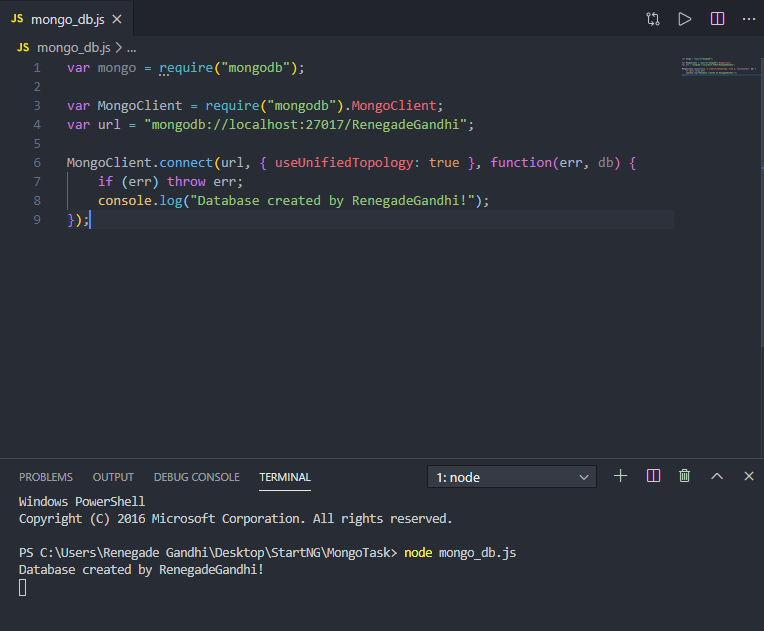 JS mongo_db.js
JS mongo_db.js > ...
1 var mongo = require("mongodb");
2
3 var MongoClient = require("mongodb").MongoClient;
4 var url = "mongodb://localhost:27017/RenegadeGandhi";
5
6 MongoClient.connect(url, { useUnifiedTopology: true }, function(err, db) {
7     if (err) throw err;
8     console.log("Database created by RenegadeGandhi!");
9 });
PROBLEMS OUTPUT DEBUG CONSOLE TERMINAL 1: node
Windows PowerShell
Copyright (C) 2016 Microsoft Corporation. All rights reserved.
PS C:\Users\Renegade Gandhi\Desktop\StartNG\MongoTask> node mongo_db.js
Database created by RenegadeGandhi!